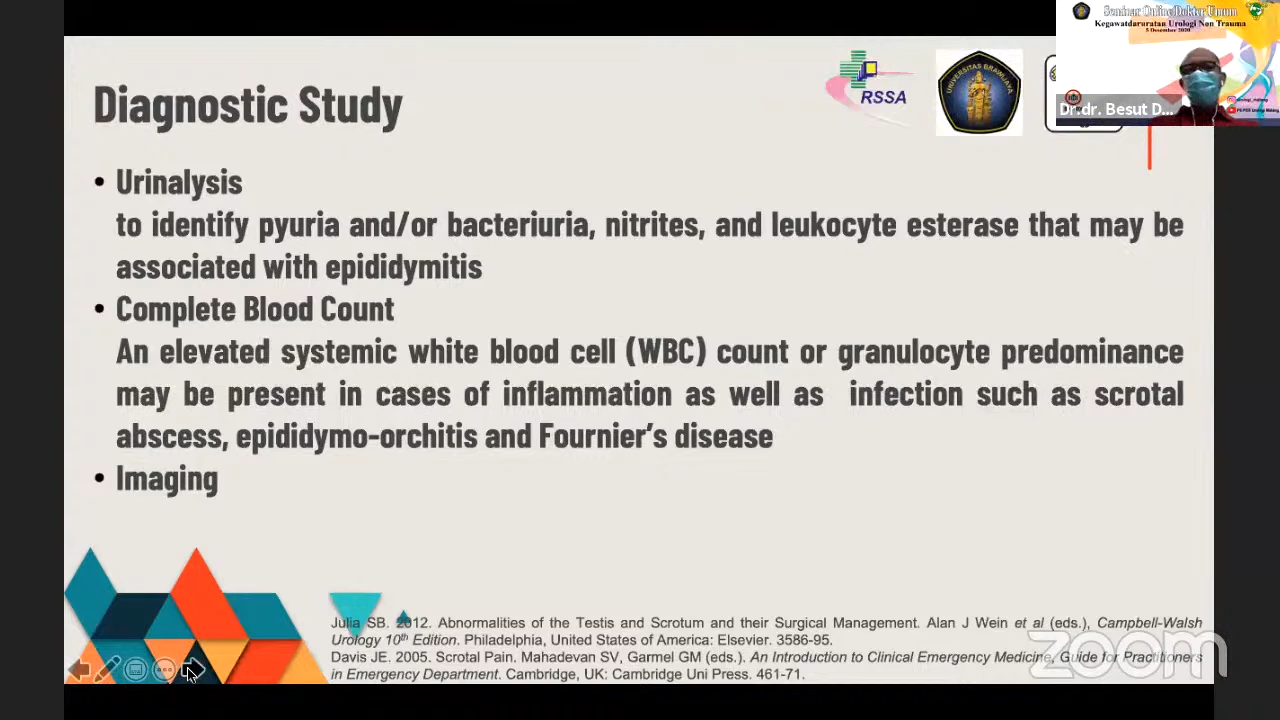 Seminar Online Dokter Umum
Kegawatdaruratan Urologi Non Trauma
5 Desember 2020
Dr.dr. Besut D...
Diagnostic Study
RSSA
UNIVERSITAS BRAWIJAYA
• Urinalysis
to identify pyuria and/or bacteriuria, nitrites, and leukocyte esterase that may be
associated with epididymitis
• Complete Blood Count
An elevated systemic white blood cell (WBC) count or granulocyte predominance
may be present in cases of inflammation as well as infection such as scrotal
abscess, epididymo-orchitis and Fournier's disease
• Imaging
Julia SB. 2012. Abnormalities of the Testis and Scrotum and their Surgical Management. Alan J Wein et al (eds.), Campbell-Walsh
Urology 10th Edition. Philadelphia, United States of America: Elsevier. 3586-95.
Davis JE. 2005. Scrotal Pain. Mahadevan SV, Garmel GM (eds.). An Introduction to Clinical Emergency Medicine, Guide for Practitioners
in Emergency Department. Cambridge, UK: Cambridge Uni Press. 461-71.
zoom